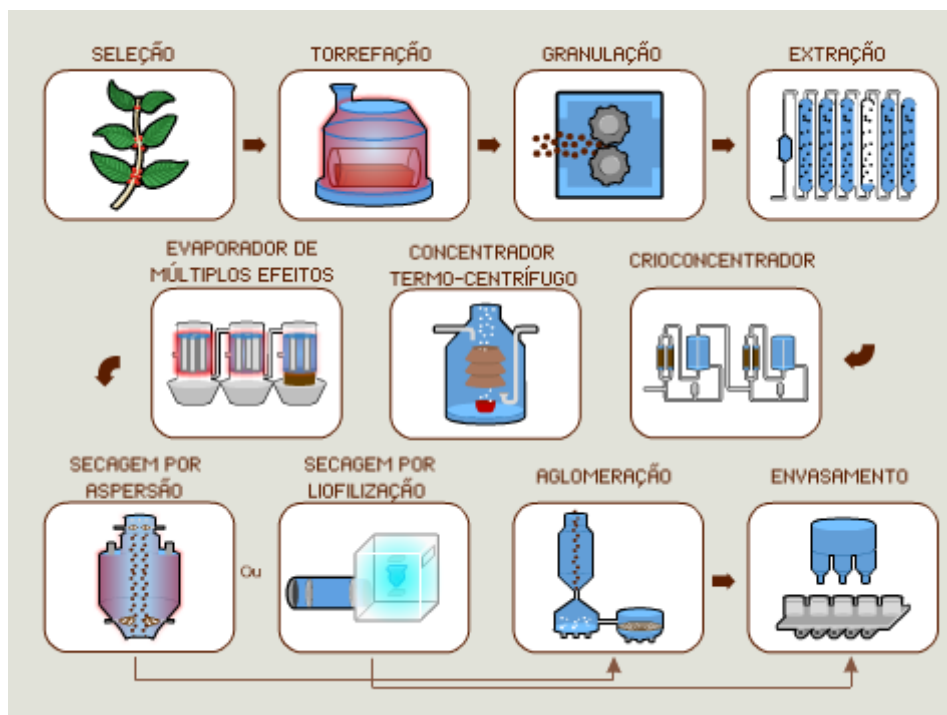 SELEÇÃO
TORREFAÇÃO
GRANULAÇÃO
EXTRAÇÃO
EVAPORADOR DE
MÚLTIPLOS EFEITOS
CONCENTRADOR
TERMO-CENTRÍFUGO
CRIOCONCENTRADOR
SECAGEM POR
ASPERSÃO
Ou
SECAGEM POR
LIOFILIZAÇÃO
AGLOMERAÇÃO
ENVASAMENTO